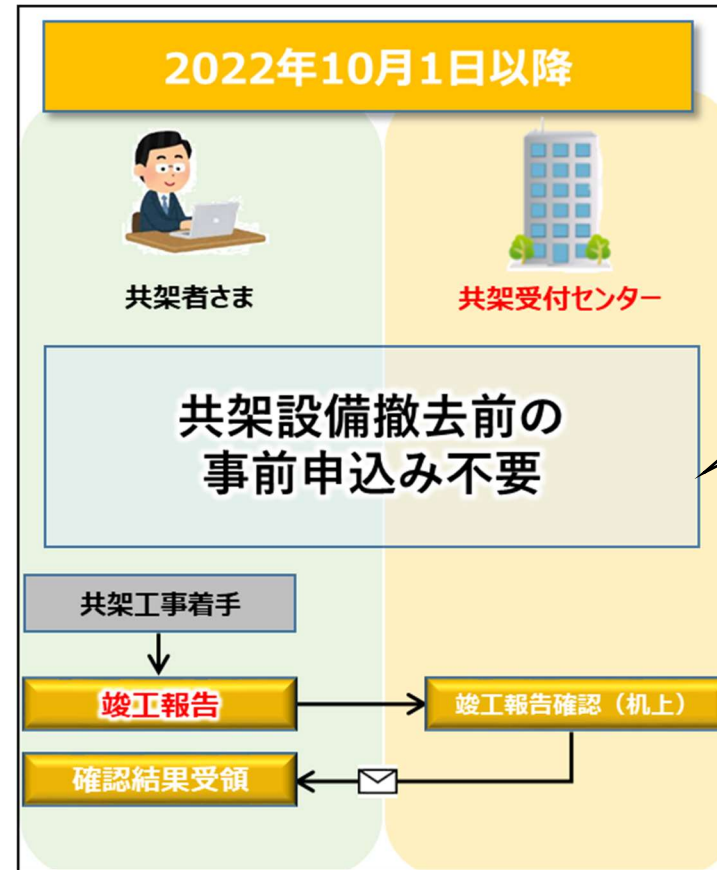 2022年10月1日以降
共架者さま
共架受付センター
共架設備撤去前の
事前申込み不要
共架工事着手
竣工報告
竣工報告確認（机上）
確認結果受領